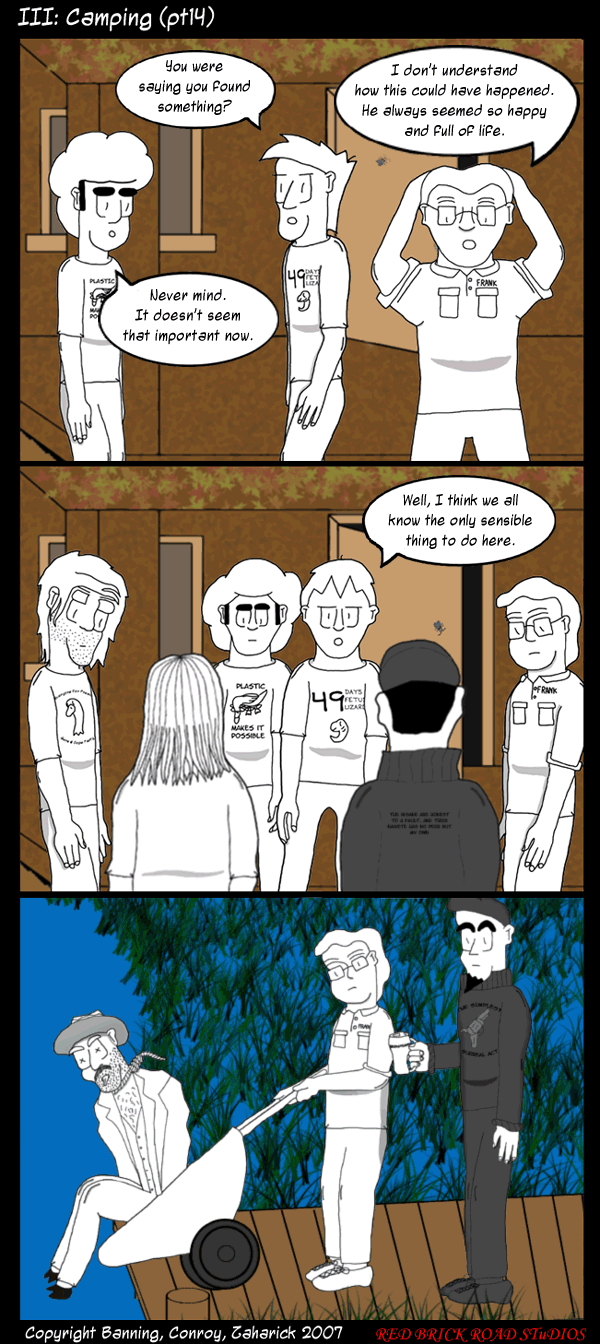 III: Camping (pt14)
You were
saying you found
something?
I don't understand
how this could have happened.
He always seemed so happy
and full of life.
PLASTIC
49 DAYS
FRANK
Never mind.
It doesn't seem
that important now.
Well, I think we all
know the only sensible
thing to do here.
PLASTIC
MAKES IT
POSSIBLE
49 DAYS
FETUS
LIZARD
FRANK
FRANK
Copyright Banning, Conroy, Zaharick 2007
RED BRICK ROAD STUDIOS